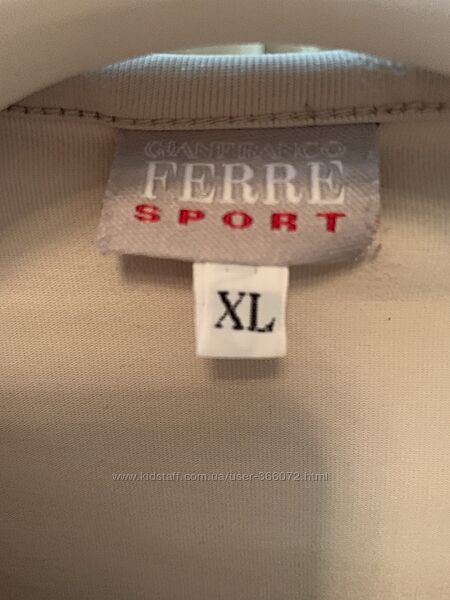 GIANFRANCO
FERRE
SPORT
XL
www.kidstaff.com.ua/user-366072.html